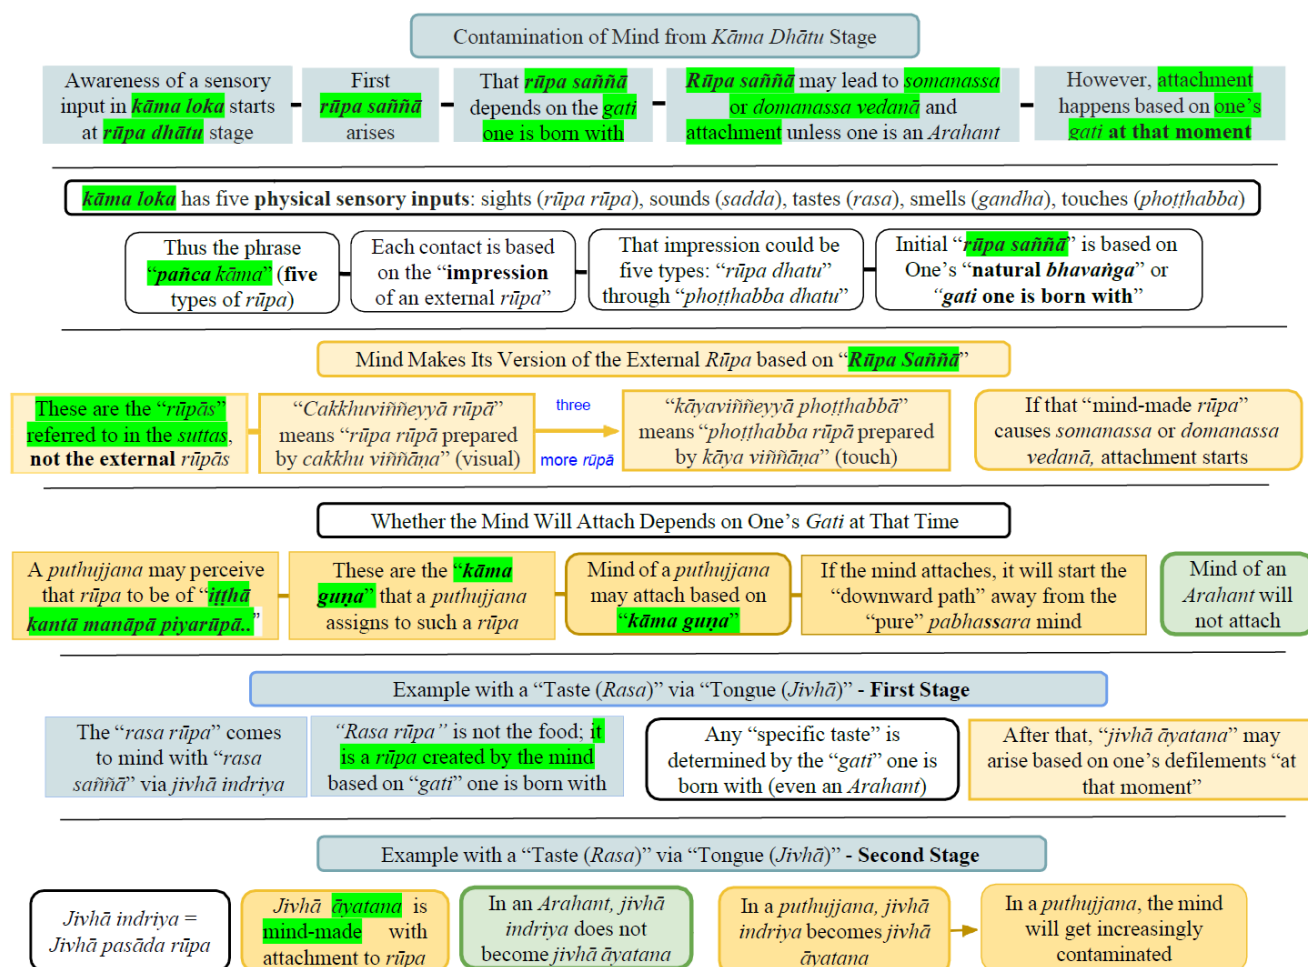 Contamination of Mind from Kāma Dhātu Stage
Awareness of a sensory
input in kāma loka starts
at rūpa dhātu stage
First
rūpa saññā
arises
That rūpa saññā
depends on the gati
one is born with
Rūpa saññā may lead to somanassa
or domanassa vedanā and
attachment unless one is an Arahant
However, attachment
happens based on one's
gati at that moment
kāma loka has five physical sensory inputs: sights (rūpa rūpa), sounds (sadda), tastes (rasa), smells (gandha), touches (phoṭṭhabba)
Thus the phrase
“pañca kāma” (five
types of rūpa)
Each contact is based
on the “impression
of an external rūpa”
That impression could be
five types: “rūpa dhatu”
through “phoṭṭhabba dhatu”
Initial “rūpa saññā” is based on
One's “natural bhavaṅga” or
“gati one is born with”
Mind Makes Its Version of the External Rūpa based on “Rūpa Saññā”
These are the “rūpās”
referred to in the suttas,
not the external rūpās
“Cakkhuviññeyyā rūpā”
means “rūpa rūpā prepared
by cakkhu viññāṇa” (visual)
three
more rūpā
“kāyaviññeyyā phoṭṭhabbā”
means “phoṭṭhabba rūpā prepared
by kāya viññāṇa” (touch)
If that “mind-made rūpa”
causes somanassa or domanassa
vedanā, attachment starts
Whether the Mind Will Attach Depends on One's Gati at That Time
A puthujjana may perceive
that rūpa to be of “iṭṭhā
kantā manāpā piyarūpā..”
These are the “kāma
guṇa” that a puthujjana
assigns to such a rūpa
Mind of a puthujjana
may attach based on
“kāma guṇa”
If the mind attaches, it will start the
“downward path” away from the
“pure” pabhassara mind
Mind of an
Arahant will
not attach
Example with a “Taste (Rasa)” via “Tongue (Jivhā)” - First Stage
The “rasa rūpa” comes
to mind with “rasa
saññā” via jivhā indriya
“Rasa rūpa” is not the food; it
is a rūpa created by the mind
based on “gati” one is born with
Any “specific taste” is
determined by the “gati” one is
born with (even an Arahant)
After that, “jivhā āyatana” may
arise based on one's defilements “at
that moment”
Example with a “Taste (Rasa)” via “Tongue (Jivhā)” - Second Stage
Jivhā indriya =
Jivhā pasāda rūpa
Jivhā āyatana is
mind-made with
attachment to rūpa
In an Arahant, jivhā
indriya does not
become jivhā āyatana
In a puthujjana, jivhā
indriya becomes jivhā
āyatana
In a puthujjana, the mind
will get increasingly
contaminated